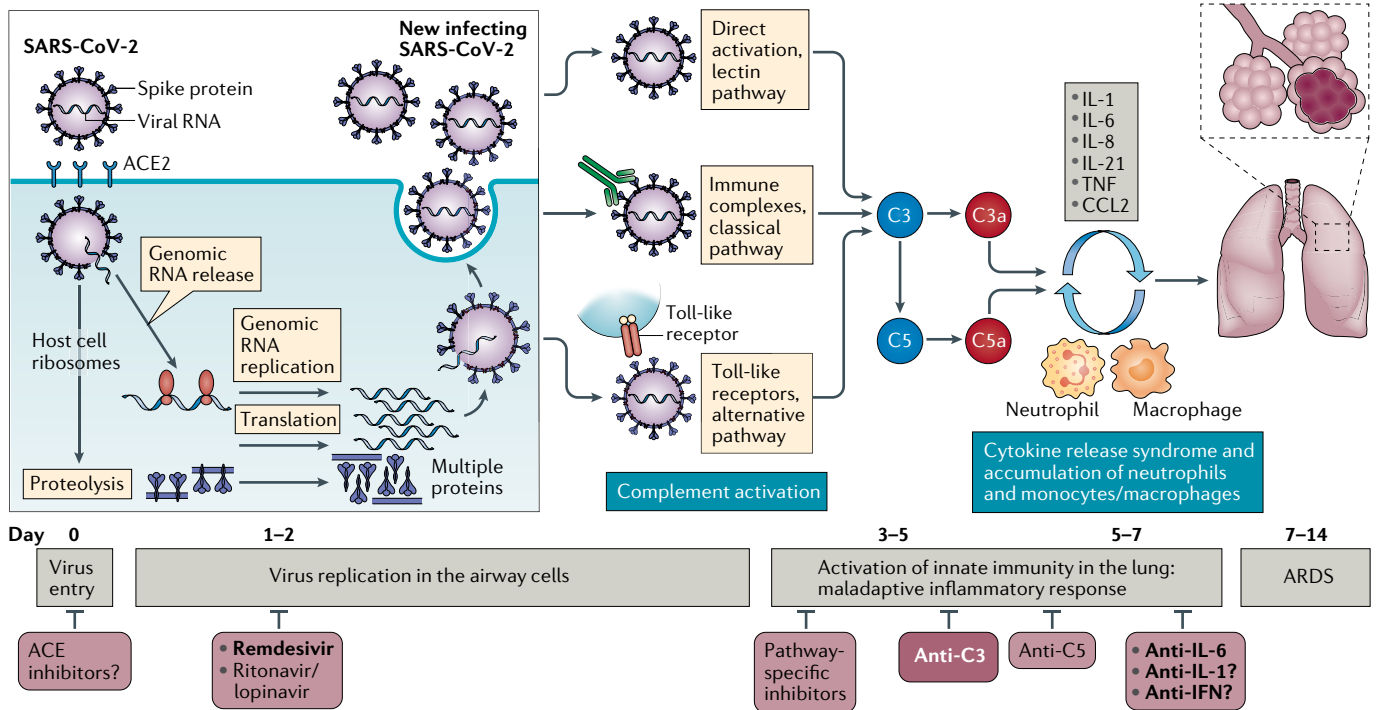 SARS-CoV-2
Spike protein
Viral RNA
ACE2
New infecting
SARS-CoV-2
Genomic
RNA release
Host cell
ribosomes
Genomic
RNA
replication
Translation
Proteolysis
Multiple
proteins
Direct
activation,
lectin
pathway
Immune
complexes,
classical
pathway
Toll-like
receptor
Toll-like
receptors,
alternative
pathway
Complement activation
C3
C3a
C5
C5a
• IL-1
• IL-6
• IL-8
• IL-21
• TNF
• CCL2
Neutrophil
Macrophage
Cytokine release syndrome and
accumulation of neutrophils
and monocytes/macrophages
Day 0 1–2 3–5 5–7 7–14
Virus
entry
Virus replication in the airway cells
Activation of innate immunity in the lung:
maladaptive inflammatory response
ARDS
ACE
inhibitors?
• Remdesivir
• Ritonavir/
lopinavir
Pathway-
specific
inhibitors
Anti-C3
Anti-C5
• Anti-IL-6
• Anti-IL-1?
• Anti-IFN?